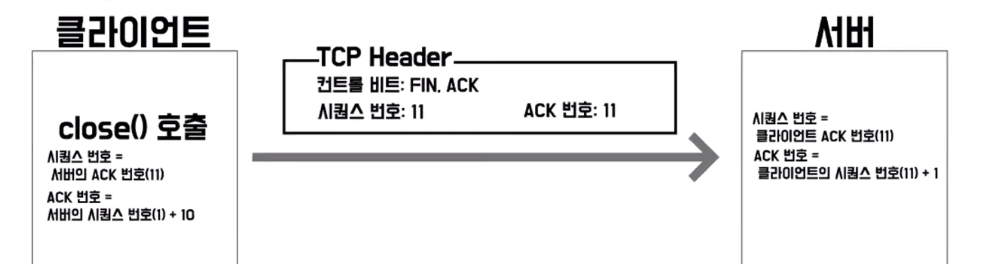 클라이언트
서버
TCP Header
컨트롤 비트: FIN, ACK
시퀀스 번호: 11 ACK 번호: 11
close() 호출
시퀀스 번호 =
서버의 ACK 번호(11)
ACK 번호 =
서버의 시퀀스 번호(1) + 10
시퀀스 번호 =
클라이언트 ACK 번호(11)
ACK 번호 =
클라이언트의 시퀀스 번호(11) + 1